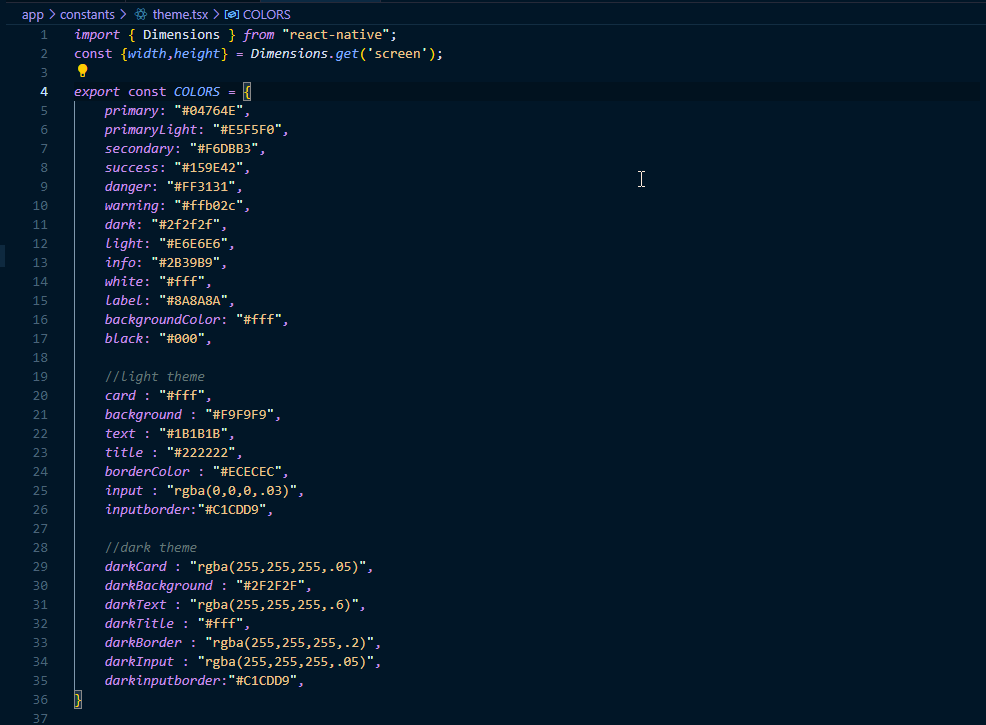 app > constants > theme.tsx > COLORS
1 import { Dimensions } from "react-native";
2 const {width,height} = Dimensions.get('screen');
3
4 export const COLORS = {
5 primary: "#04764E",
6 primaryLight: "#E5F5F0",
7 secondary: "#F6DBB3",
8 success: "#159E42",
9 danger: "#FF3131",
10 warning: "#ffb02c",
11 dark: "#2f2f2f",
12 light: "#E6E6E6",
13 info: "#2B39B9",
14 white: "#fff",
15 label: "#8A8A8A",
16 backgroundColor: "#fff",
17 black: "#000",
18
19 //light theme
20 card : "#fff",
21 background : "#F9F9F9",
22 text : "#1B1B1B",
23 title : "#222222",
24 borderColor : "#ECECEC",
25 input : "rgba(0,0,0,.03)",
26 inputborder:"#C1CDD9",
27
28 //dark theme
29 darkCard : "rgba(255,255,255,.05)",
30 darkBackground : "#2F2F2F",
31 darkText : "rgba(255,255,255,.6)",
32 darkTitle : "#fff",
33 darkBorder : "rgba(255,255,255,.2)",
34 darkInput : "rgba(255,255,255,.05)",
35 darkinputborder:"#C1CDD9",
36 }
37